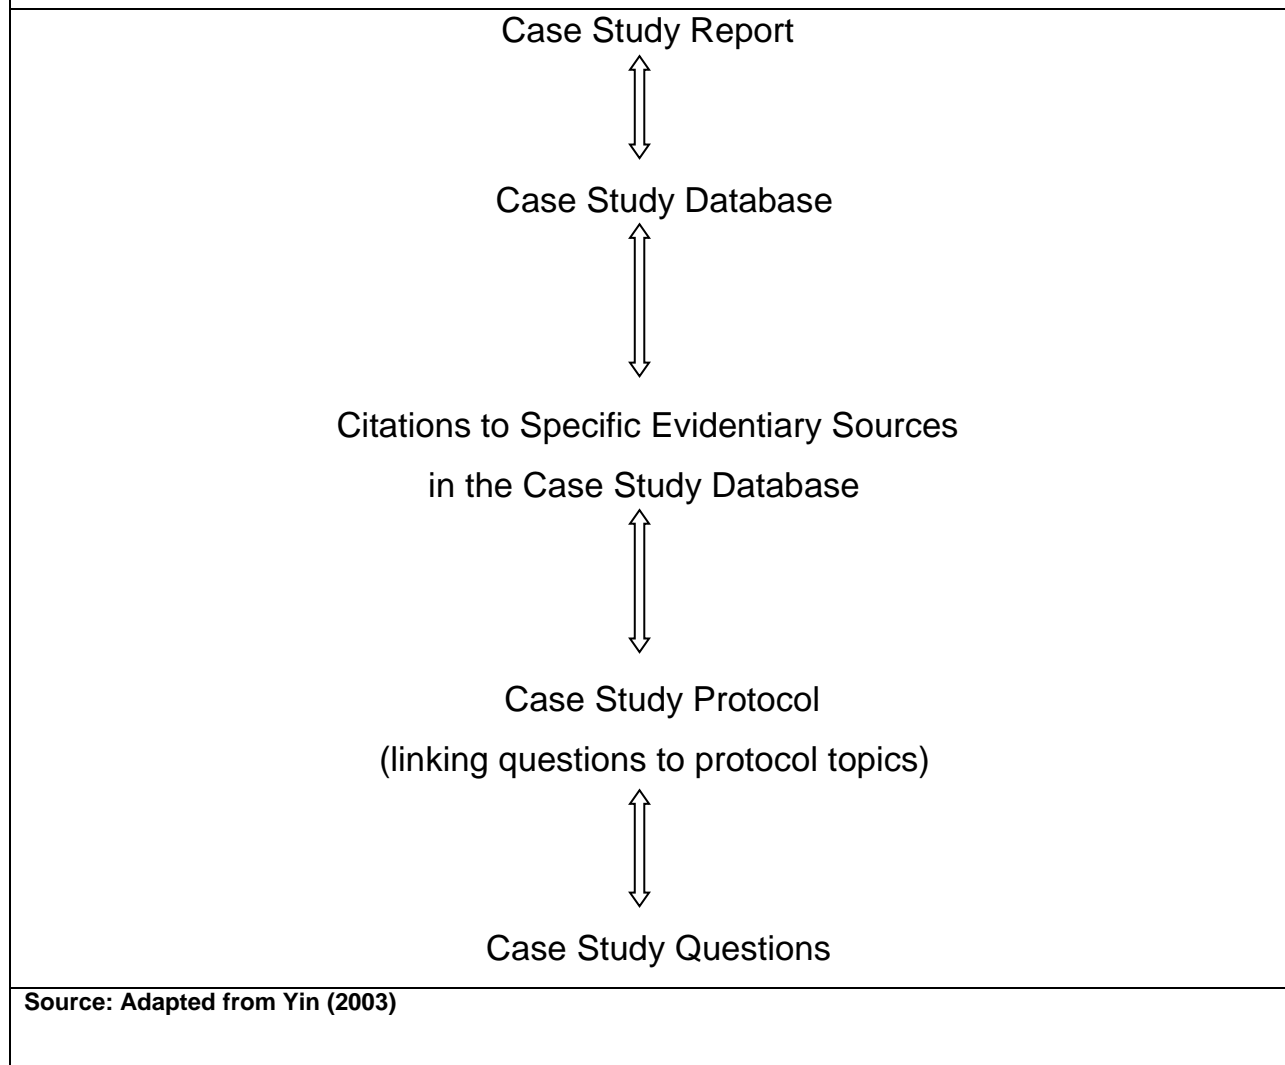 Case Study Report
Case Study Database
Citations to Specific Evidentiary Sources
in the Case Study Database
Case Study Protocol
(linking questions to protocol topics)
Case Study Questions
Source: Adapted from Yin (2003)